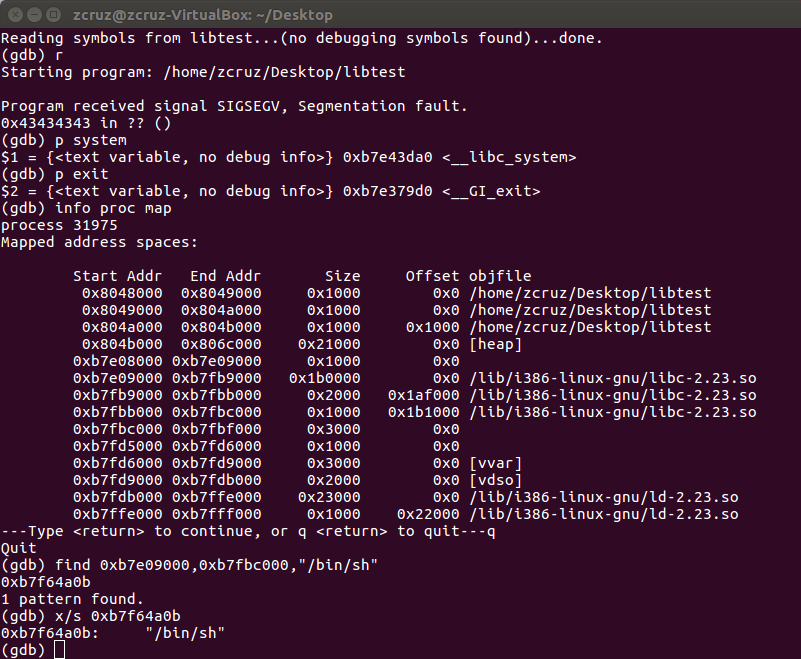 zcruz@zcruz-VirtualBox: ~/Desktop
Reading symbols from libtest...(no debugging symbols found)...done.
(gdb) r
Starting program: /home/zcruz/Desktop/libtest

Program received signal SIGSEGV, Segmentation fault.
0x43434343 in ?? ()
(gdb) p system
$1 = {<text variable, no debug info>} 0xb7e43da0 <__libc_system>
(gdb) p exit
$2 = {<text variable, no debug info>} 0xb7e379d0 <__GI_exit>
(gdb) info proc map
process 31975
Mapped address spaces:

        Start Addr   End Addr       Size     Offset objfile
         0x8048000  0x8049000     0x1000        0x0 /home/zcruz/Desktop/libtest
         0x8049000  0x804a000     0x1000        0x0 /home/zcruz/Desktop/libtest
         0x804a000  0x804b000     0x1000     0x1000 /home/zcruz/Desktop/libtest
         0x804b000  0x806c000    0x21000        0x0 [heap]
        0xb7e08000 0xb7e09000     0x1000        0x0
        0xb7e09000 0xb7fb9000   0x1b0000        0x0 /lib/i386-linux-gnu/libc-2.23.so
        0xb7fb9000 0xb7fbb000     0x2000   0x1af000 /lib/i386-linux-gnu/libc-2.23.so
        0xb7fbb000 0xb7fbc000     0x1000   0x1b1000 /lib/i386-linux-gnu/libc-2.23.so
        0xb7fbc000 0xb7fbf000     0x3000        0x0
        0xb7fd5000 0xb7fd6000     0x1000        0x0
        0xb7fd6000 0xb7fd9000     0x3000        0x0 [vvar]
        0xb7fd9000 0xb7fdb000     0x2000        0x0 [vdso]
        0xb7fdb000 0xb7ffe000    0x23000        0x0 /lib/i386-linux-gnu/ld-2.23.so
        0xb7ffe000 0xb7fff000     0x1000    0x22000 /lib/i386-linux-gnu/ld-2.23.so
---Type <return> to continue, or q <return> to quit---q
Quit
(gdb) find 0xb7e09000,0xb7fbc000,"/bin/sh"
0xb7f64a0b
1 pattern found.
(gdb) x/s 0xb7f64a0b
0xb7f64a0b:     "/bin/sh"
(gdb)